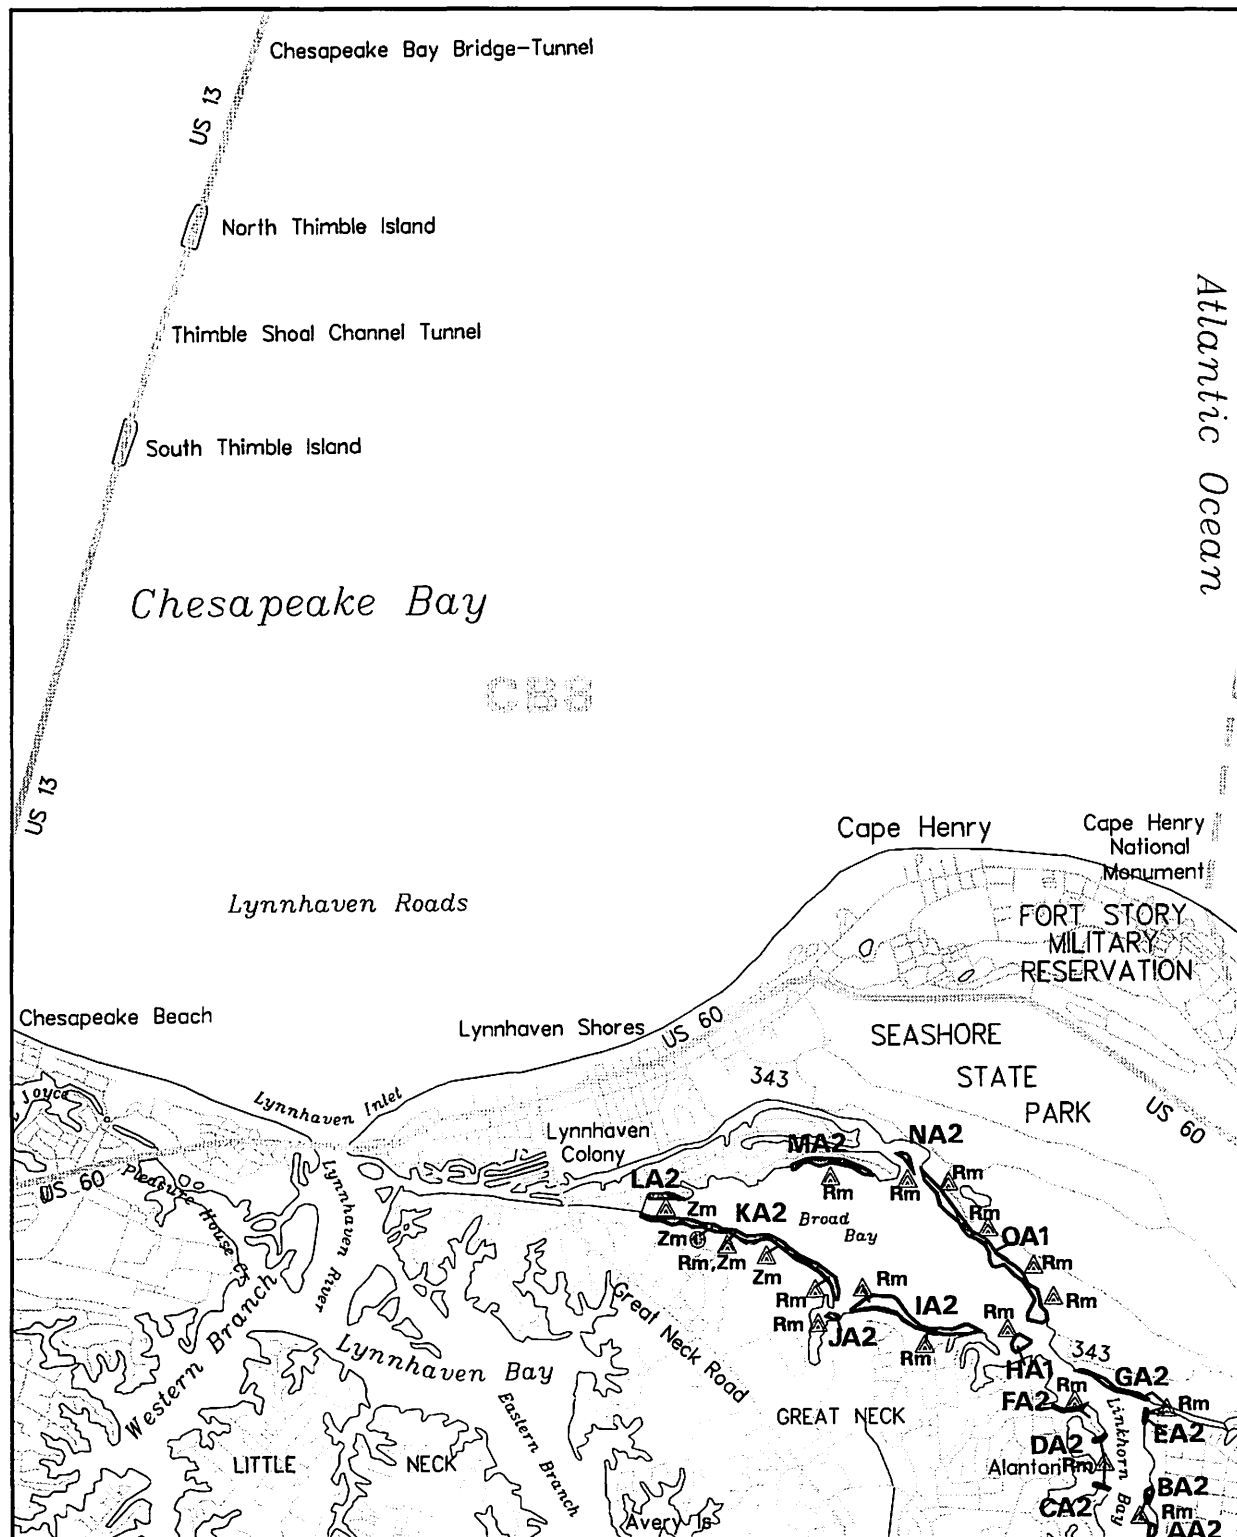 Chesapeake Bay Bridge-Tunnel
US 13
North Thimble Island
Atlantic Ocean
Thimble Shoal Channel Tunnel
South Thimble Island
Chesapeake Bay
CB8
US 13
Cape Henry
Cape Henry
National
Monument
Lynnhaven Roads
FORT STORY
MILITARY
RESERVATION
Chesapeake Beach
Lynnhaven Shores
US 60
SEASHORE
STATE
PARK
343
US 60
Joyce
Lynnhaven Inlet
Lynnhaven
Colony
MA2
NA2
US 60
Pleasure House Cr
Lynnhaven River
LA2
Rm
Rm
Rm
Zm
KA2
Broad
Bay
Rm
OA1
Zm
Rm,Zm
Zm
Rm
Rm
Rm
IA2
Rm
Rm
JA2
Rm
Great Neck Road
Western Branch
Lynnhaven Bay
343
HA1
GA2
Rm
FA2
Rm
Eastern Branch
GREAT NECK
Linkhorn Bay
EA2
DA2
Alanton
Rm
LITTLE
NECK
CA2
BA2
Rm
AA2
Avery Is